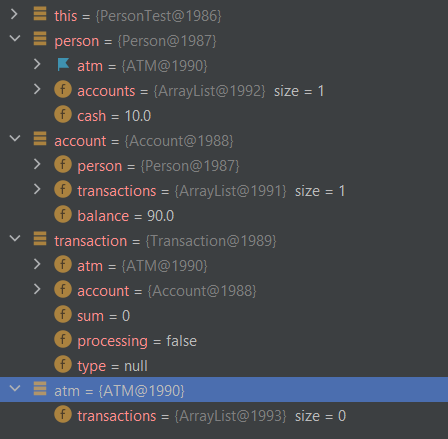 this = {PersonTest@1986}
person = {Person@1987}
atm = {ATM@1990}
f accounts = {ArrayList@1992} size = 1
f cash = 10.0
account = {Account@1988}
f person = {Person@1987}
f transactions = {ArrayList@1991} size = 1
f balance = 90.0
transaction = {Transaction@1989}
f atm = {ATM@1990}
f account = {Account@1988}
f sum = 0
f processing = false
f type = null
atm = {ATM@1990}
f transactions = {ArrayList@1993} size = 0